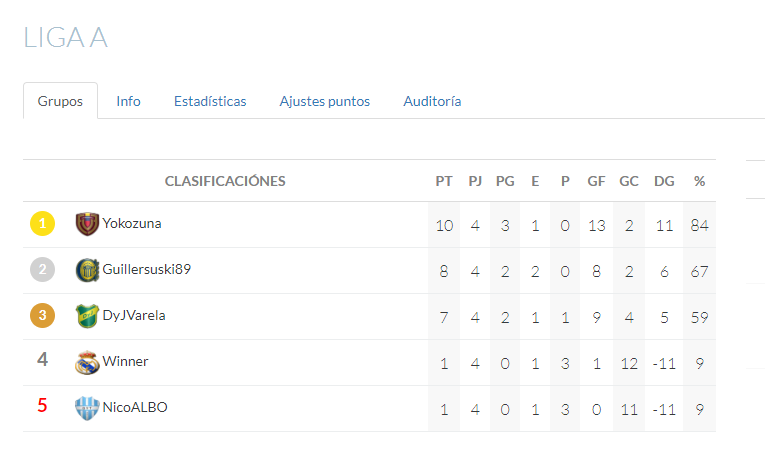 LIGA A
Grupos Info Estadísticas Ajustes puntos Auditoría
CLASIFICACIÓNES PT PJ PG E P GF GC DG %
1 Yokozuna 10 4 3 1 0 13 2 11 84
2 Guillersuski89 8 4 2 2 0 8 2 6 67
3 DyJVarela 7 4 2 1 1 9 4 5 59
4 Winner 1 4 0 1 3 1 12 -11 9
5 NicoALBO 1 4 0 1 3 0 11 -11 9